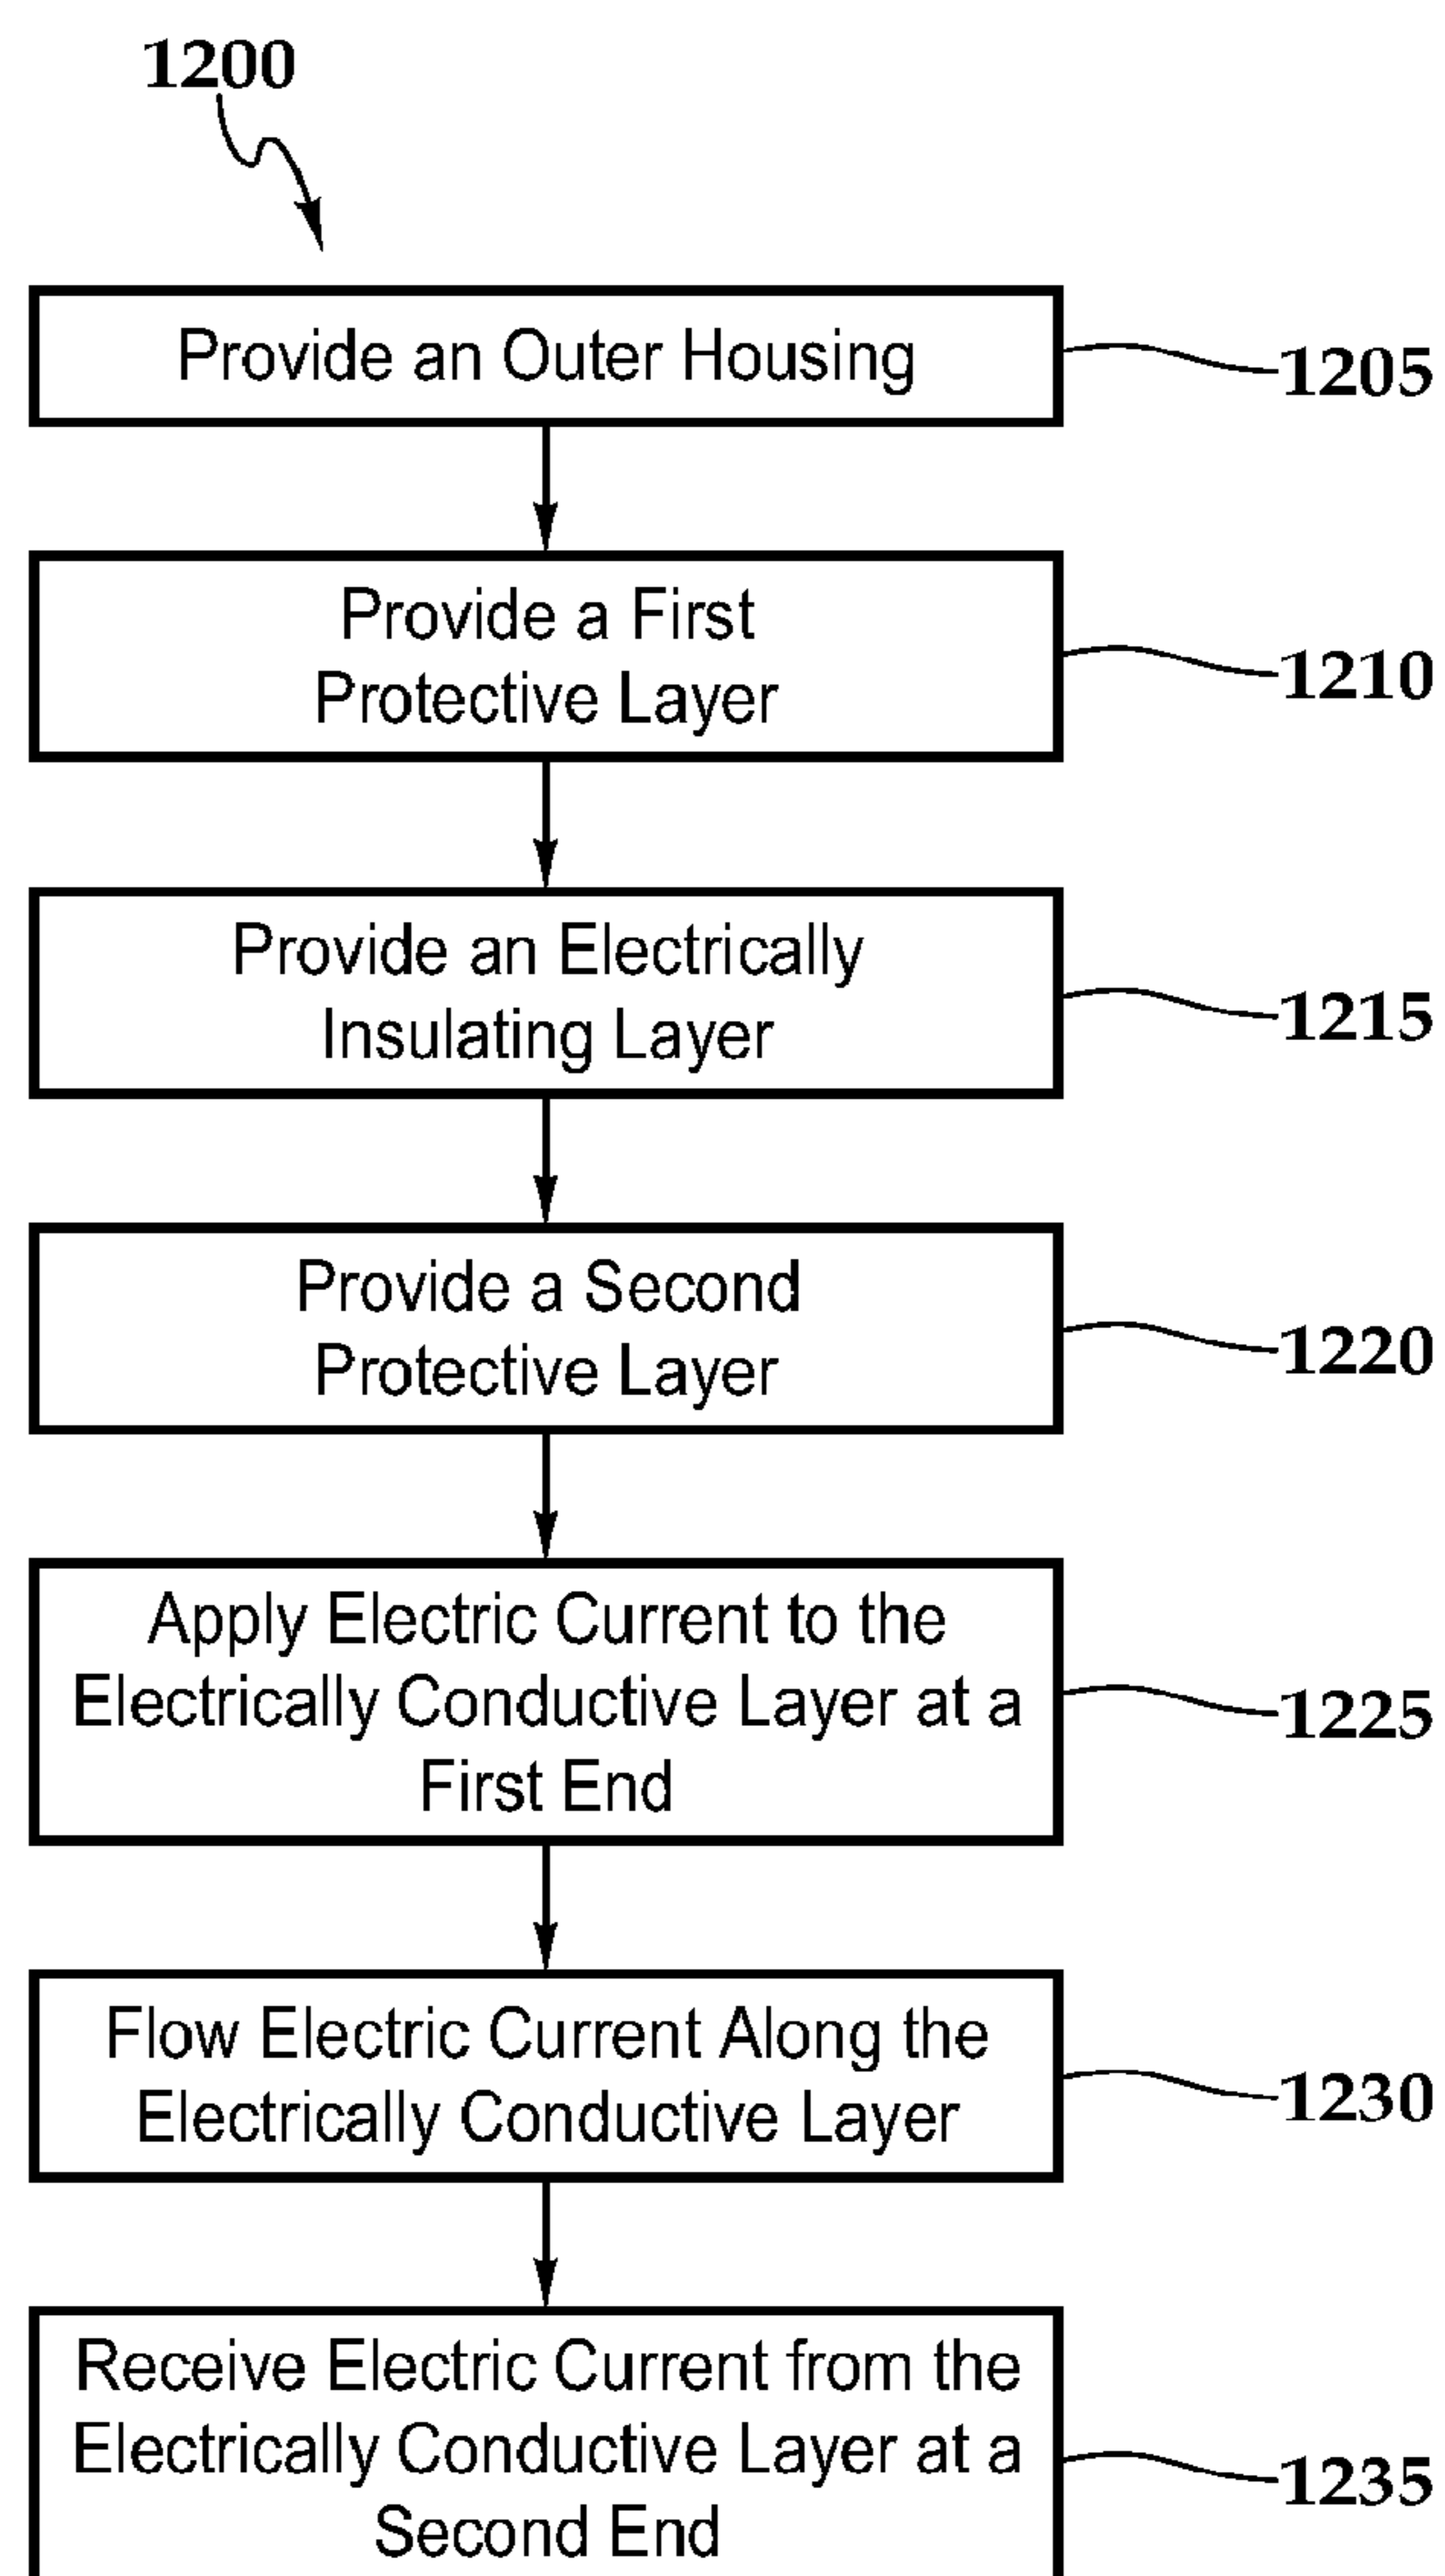 1200
Provide an Outer Housing
1205
Provide a First
Protective Layer
1210
Provide an Electrically
Insulating Layer
1215
Provide a Second
Protective Layer
1220
Apply Electric Current to the
Electrically Conductive Layer at a
First End
1225
Flow Electric Current Along the
Electrically Conductive Layer
1230
Receive Electric Current from the
Electrically Conductive Layer at a
Second End
1235